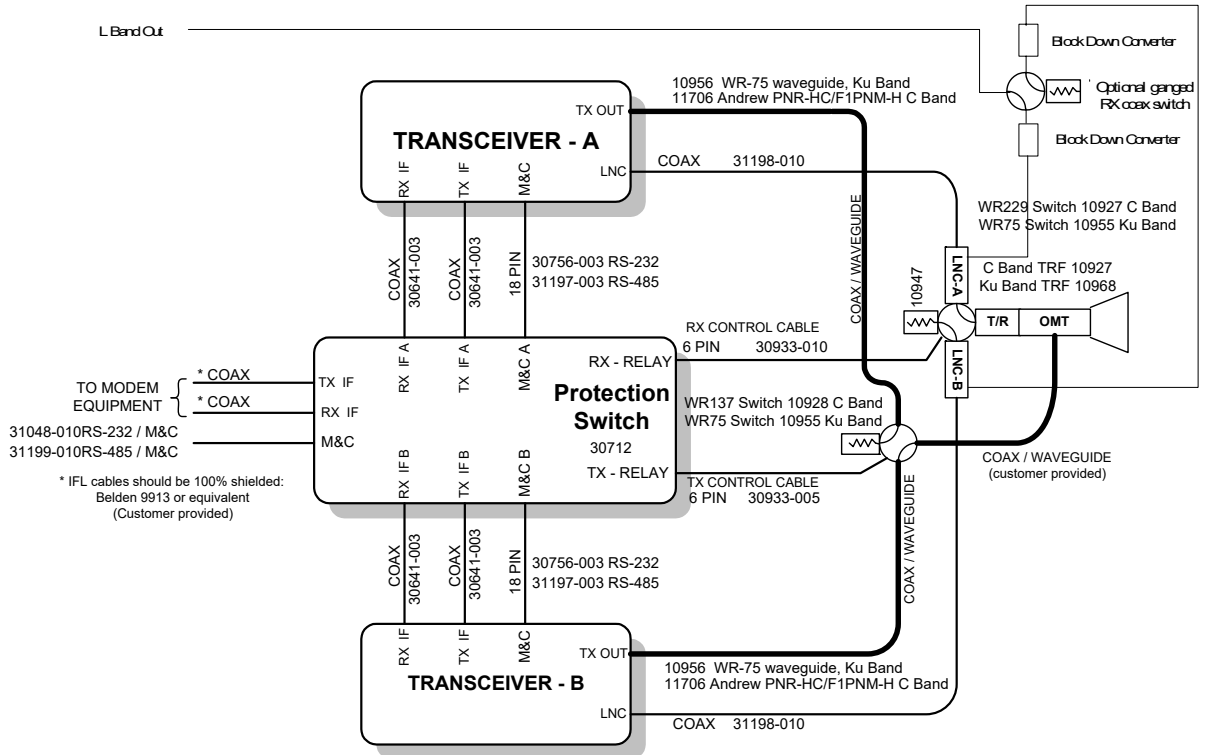 L Band Out
Block Down Converter
Optional ganged
RX coax switch
Block Down Converter
10956 WR-75 waveguide, Ku Band
11706 Andrew PNR-HC/F1PNM-H C Band
TX OUT
TRANSCEIVER - A
LNC
RX IF
TX IF
M&C
COAX 31198-010
COAX
30641-003
COAX
30641-003
18 PIN
30756-003 RS-232
31197-003 RS-485
COAX / WAVEGUIDE
WR229 Switch 10927 C Band
WR75 Switch 10955 Ku Band
LNC-A
C Band TRF 10927
Ku Band TRF 10968
10947
T/R
OMT
LNC-B
RX CONTROL CABLE
6 PIN 30933-010
RX IF A
TX IF A
M&C A
RX - RELAY
Protection
Switch
30712
TX - RELAY
TX IF
RX IF
M&C
RX IF B
TX IF B
M&C B
TO MODEM
EQUIPMENT
* COAX
* COAX
31048-010RS-232 / M&C
31199-010RS-485 / M&C
* IFL cables should be 100% shielded:
Belden 9913 or equivalent
(Customer provided)
WR137 Switch 10928 C Band
WR75 Switch 10955 Ku Band
TX CONTROL CABLE
6 PIN 30933-005
COAX / WAVEGUIDE
(customer provided)
COAX / WAVEGUIDE
COAX
30641-003
COAX
30641-003
18 PIN
30756-003 RS-232
31197-003 RS-485
RX IF
TX IF
M&C
TX OUT
TRANSCEIVER - B
LNC
10956 WR-75 waveguide, Ku Band
11706 Andrew PNR-HC/F1PNM-H C Band
COAX 31198-010